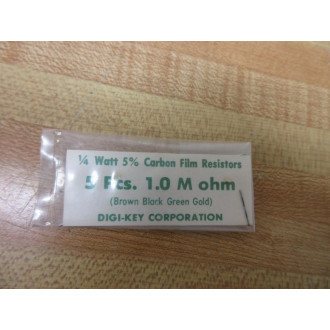 ¼ Watt 5% Carbon Film Resistors
5 Pcs. 1.0 M ohm
(Brown Black Green Gold)
DIGI-KEY CORPORATION